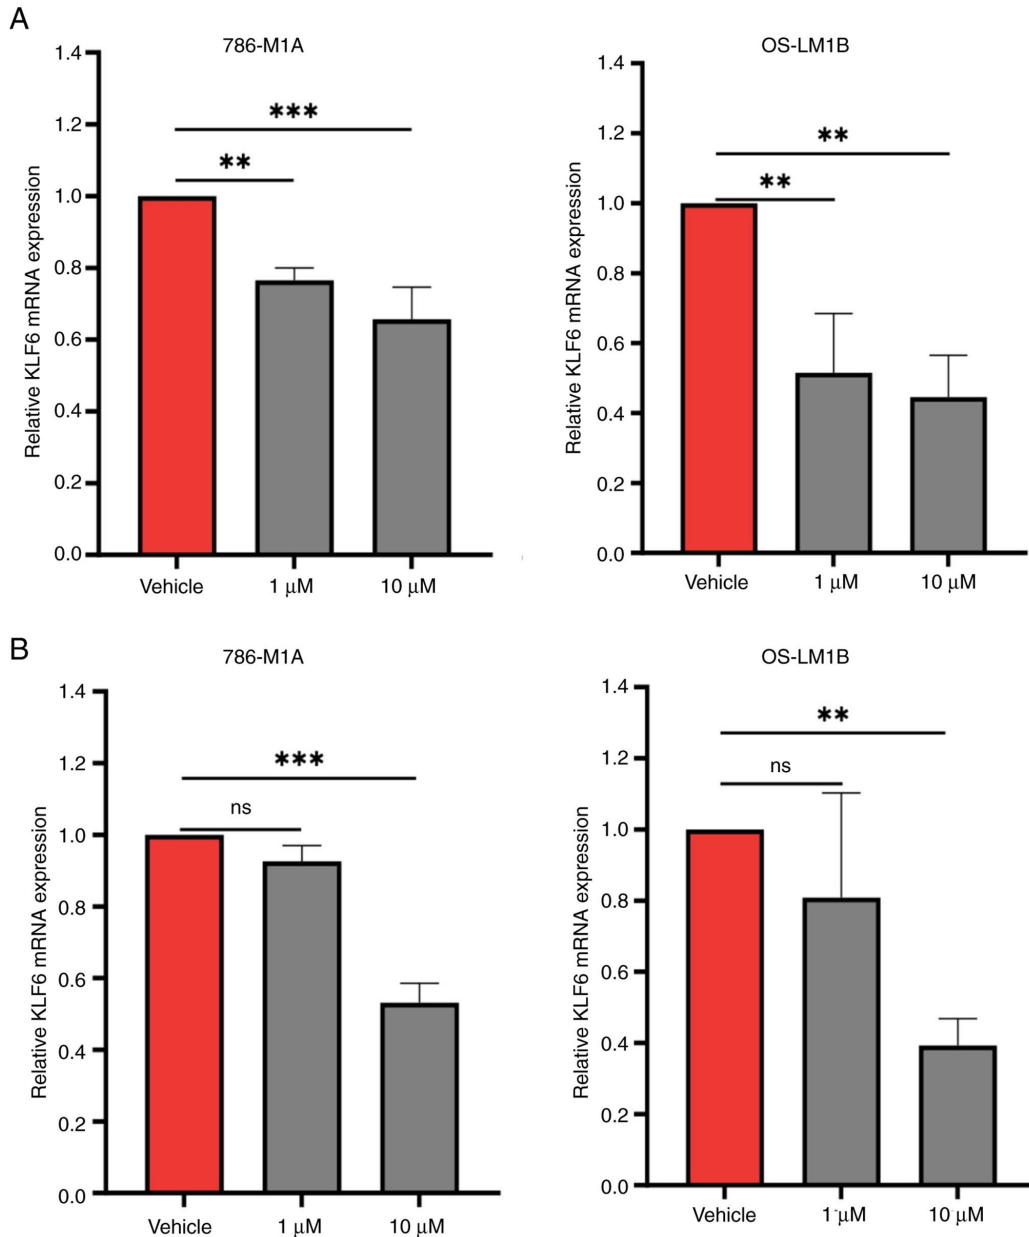 A
786-M1A
Relative KLF6 mRNA expression
1.4
1.2
1.0
0.8
0.6
0.4
0.2
0.0
***
**
Vehicle 1 μM 10 μM
OS-LM1B
Relative KLF6 mRNA expression
1.4
1.2
1.0
0.8
0.6
0.4
0.2
0.0
**
**
Vehicle 1 μM 10 μM
B
786-M1A
Relative KLF6 mRNA expression
1.4
1.2
1.0
0.8
0.6
0.4
0.2
0.0
***
ns
Vehicle 1 μM 10 μM
OS-LM1B
Relative KLF6 mRNA expression
1.4
1.2
1.0
0.8
0.6
0.4
0.2
0.0
**
ns
Vehicle 1 μM 10 μM